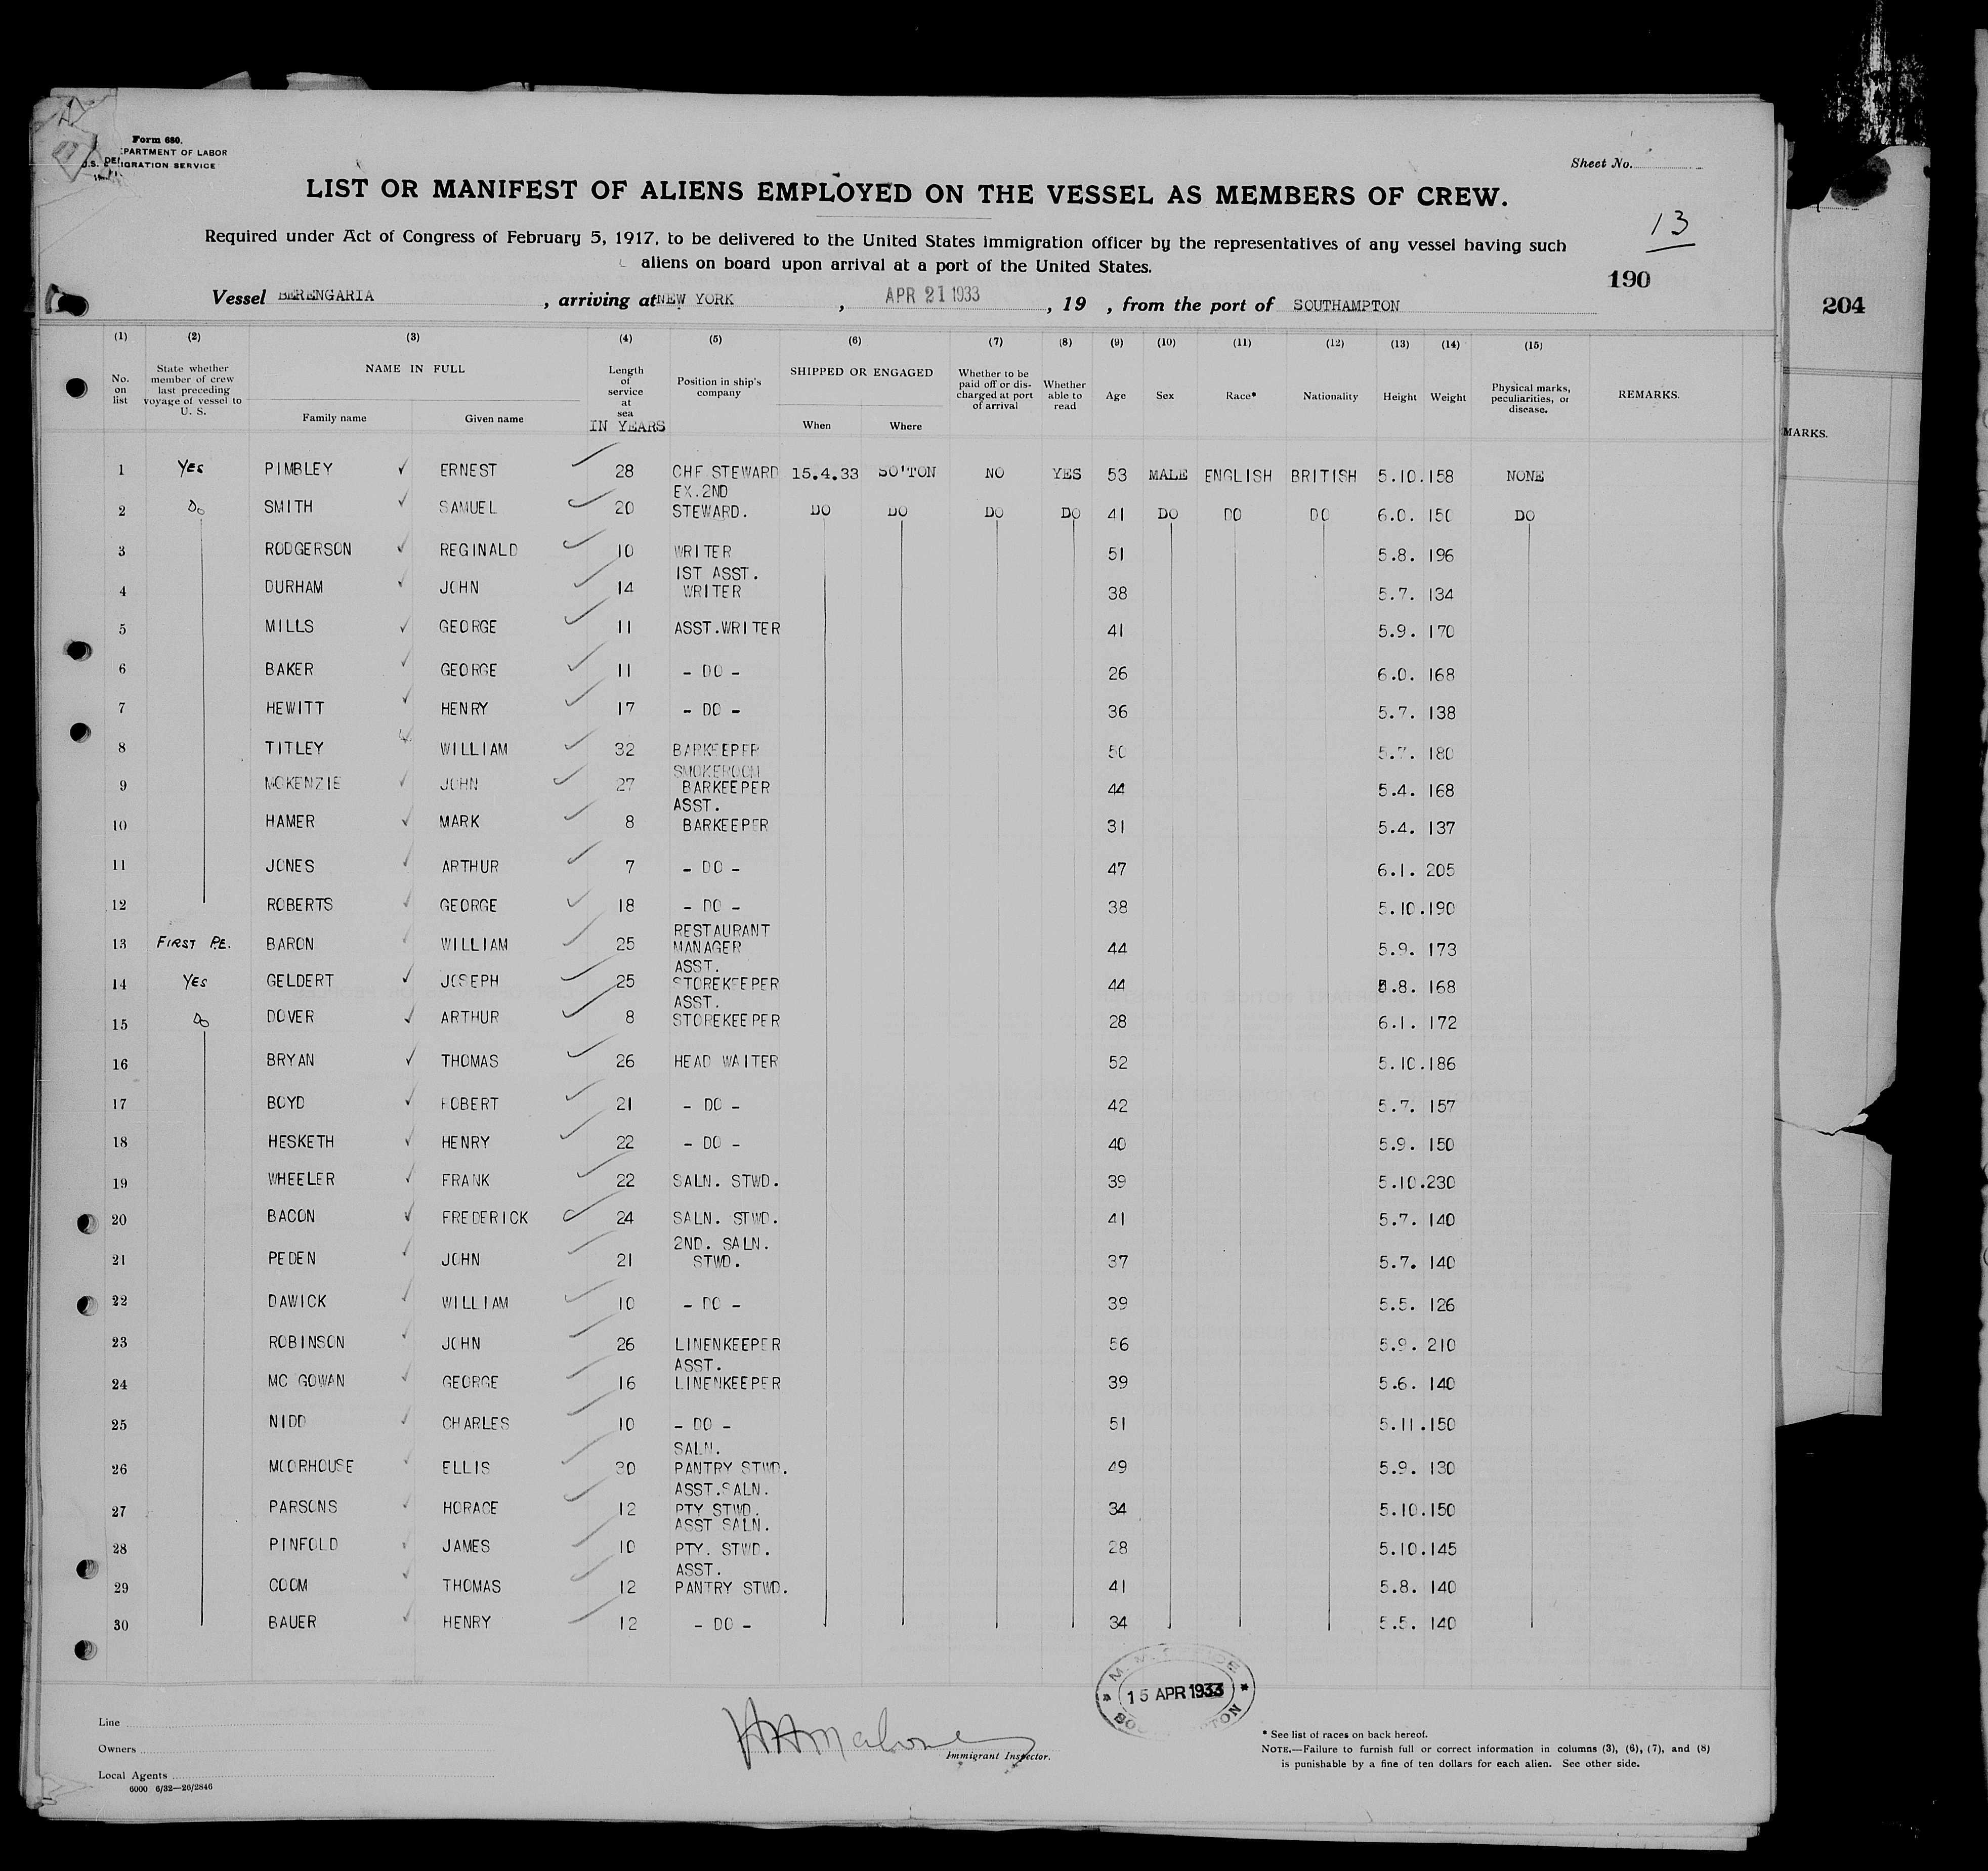 Form 680.
DEPARTMENT OF LABOR
IGRATION SERVICE
Sheet No.
LIST OR MANIFEST OF ALIENS EMPLOYED ON THE VESSEL AS MEMBERS OF CREW.
13
Required under Act of Congress of February 5, 1917, to be delivered to the United States immigration officer by the representatives of any vessel having such
aliens on board upon arrival at a port of the United States.
190
204
Vessel BERENGARIA, arriving at NEW YORK, APR 21 1933, 19 , from the port of SOUTHAMPTON
(1) (2) (3) (4) (5) (6) (7) (8) (9) (10) (11) (12) (13) (14) (15)
No. on list State whether member of crew last preceding voyage of vessel to U. S. NAME IN FULL Family name Given name Length of service at sea IN YEARS Position in ship's company SHIPPED OR ENGAGED When Where Whether to be paid off or discharged at port of arrival Whether able to read Age Sex Race* Nationality Height Weight Physical marks, peculiarities, or disease. REMARKS.
MARKS.
1 YES PIMBLEY ERNEST 28 CHF STEWARD 15.4.33 SO'TON NO YES 53 MALE ENGLISH BRITISH 5.10.158 NONE
2 Do SMITH SAMUEL 20 EX.2ND STEWARD. DO DO DO DO 41 DO DO DO 6.0. 150 DO
3 RODGERSON REGINALD 10 WRITER 51 5.8. 196
4 DURHAM JOHN 14 1ST ASST. WRITER 38 5.7. 134
5 MILLS GEORGE 11 ASST.WRITER 41 5.9. 170
6 BAKER GEORGE 11 - DO - 26 6.0. 168
7 HEWITT HENRY 17 - DO - 36 5.7. 138
8 TITLEY WILLIAM 32 BARKEEPER 50 5.7. 180
9 MCKENZIE JOHN 27 SMOKEROOM BARKEEPER 44 5.4. 168
10 HAMER MARK 8 ASST. BARKEEPER 31 5.4. 137
11 JONES ARTHUR 7 - DO - 47 6.1. 205
12 ROBERTS GEORGE 18 - DO - 38 5.10.190
13 FIRST P.E. BARON WILLIAM 25 RESTAURANT MANAGER 44 5.9. 173
14 YES GELDERT JOSEPH 25 ASST. STOREKEEPER 44 5.8. 168
15 Do DOVER ARTHUR 8 ASST. STOREKEEPER 28 6.1. 172
16 BRYAN THOMAS 26 HEAD WAITER 52 5.10.186
17 BOYD ROBERT 21 - DO - 42 5.7. 157
18 HESKETH HENRY 22 - DO - 40 5.9. 150
19 WHEELER FRANK 22 SALN. STWD. 39 5.10.230
20 BACON FREDERICK 24 SALN. STWD. 41 5.7. 140
21 PEDEN JOHN 21 2ND. SALN. STWD. 37 5.7. 140
22 DAWICK WILLIAM 10 - DO - 39 5.5. 126
23 ROBINSON JOHN 26 LINENKEEPER 56 5.9. 210
24 MC GOWAN GEORGE 16 ASST. LINENKEEPER 39 5.6. 140
25 NIDD CHARLES 10 - DO - 51 5.11.150
26 MOORHOUSE ELLIS 30 SALN. PANTRY STWD. 49 5.9. 130
27 PARSONS HORACE 12 ASST.SALN. PTY STWD. 34 5.10.150
28 PINFOLD JAMES 10 ASST SALN. PTY. STWD. 28 5.10.145
29 COOM THOMAS 12 ASST. PANTRY STWD. 41 5.8. 140
30 BAUER HENRY 12 - DO - 34 5.5. 140
15 APR 1933
Line
Owners
Local Agents
6000 6/32—26/2846
Immigrant Inspector.
* See list of races on back hereof.
NOTE.—Failure to furnish full or correct information in columns (3), (6), (7), and (8)
is punishable by a fine of ten dollars for each alien. See other side.